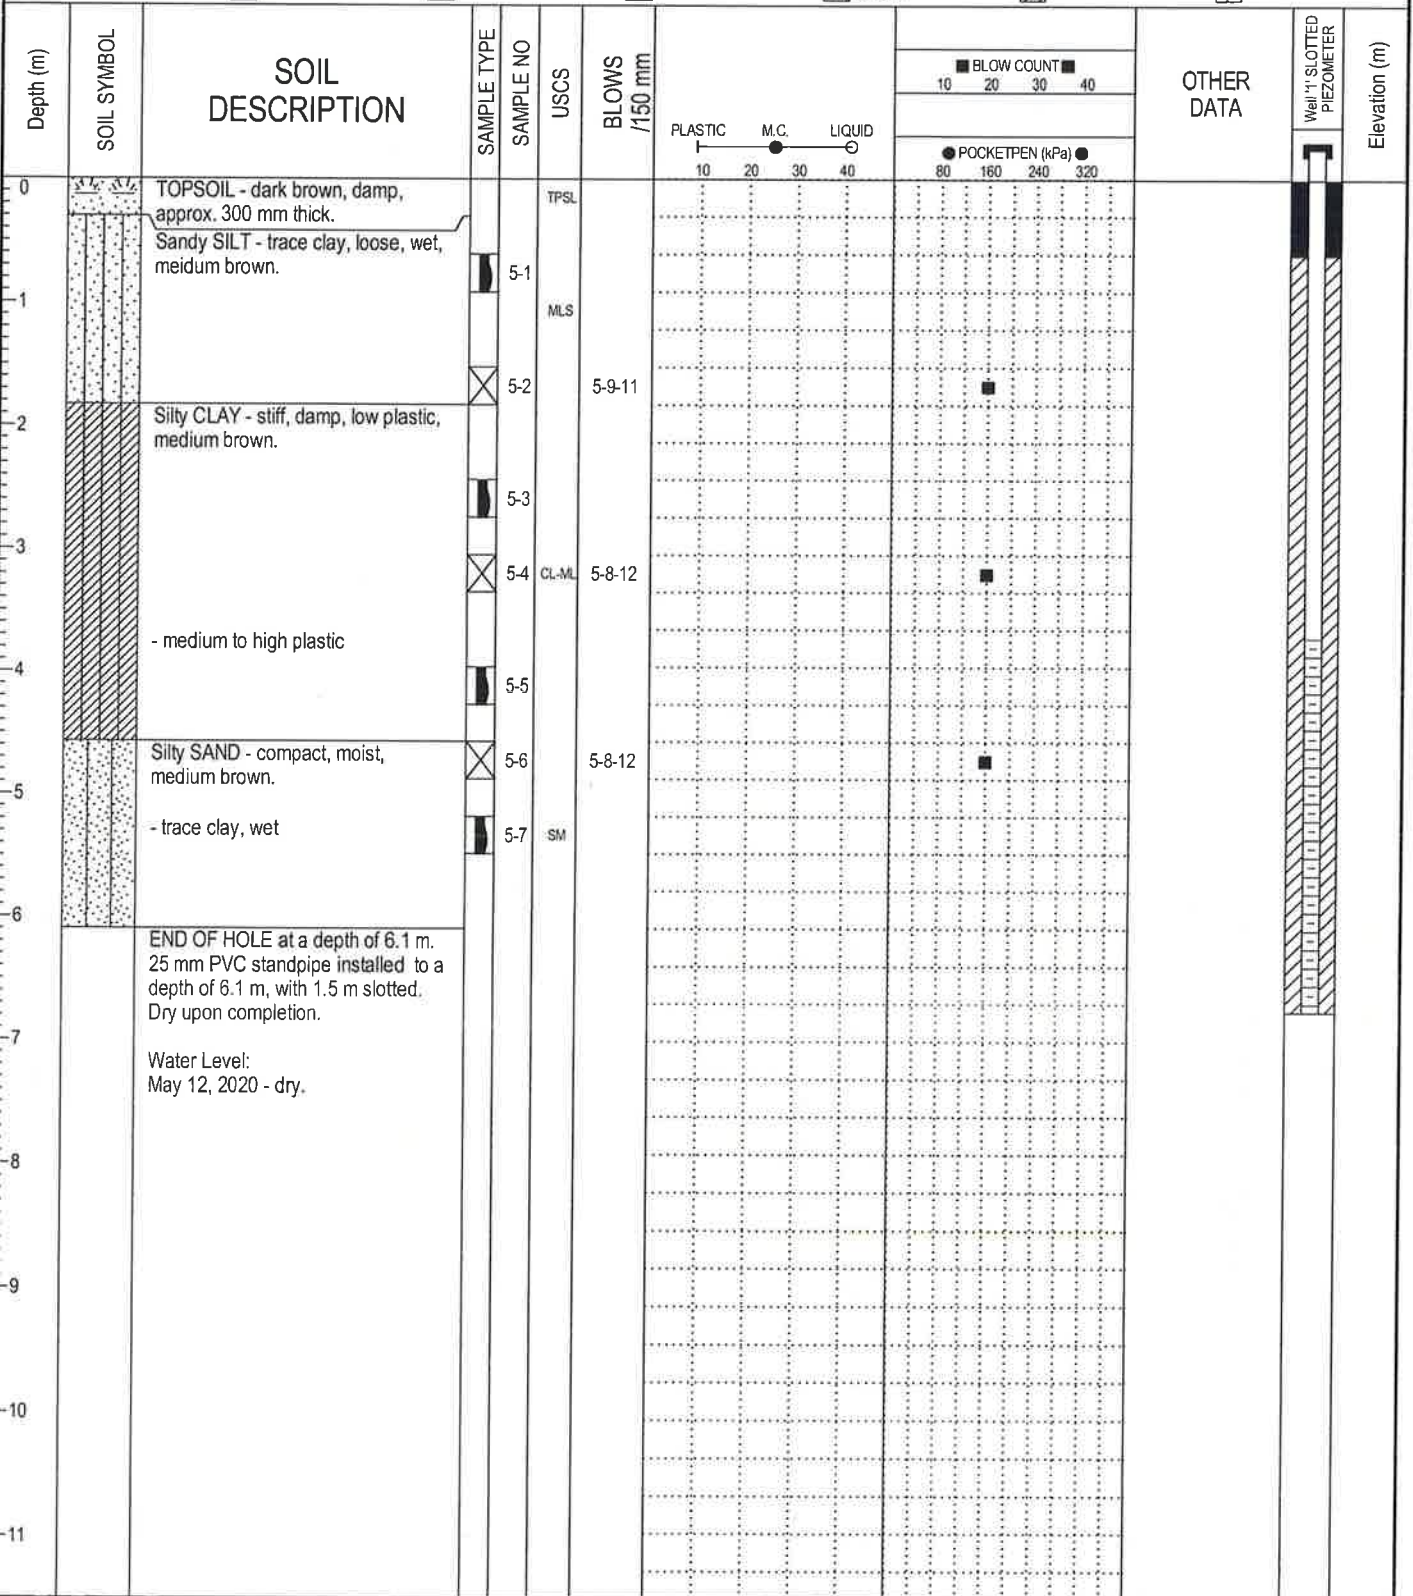 Depth (m)
SOIL SYMBOL
SOIL
DESCRIPTION
SAMPLE TYPE
SAMPLE NO
USCS
BLOWS
/150 mm
PLASTIC M.C. LIQUID
10 20 30 40
BLOW COUNT
10 20 30 40
POCKETPEN (kPa)
80 160 240 320
OTHER
DATA
Well '1' SLOTTED
PIEZOMETER
Elevation (m)
0
TOPSOIL - dark brown, damp,
approx. 300 mm thick.
TPSL
Sandy SILT - trace clay, loose, wet,
meidum brown.
5-1
1
MLS
5-2 5-9-11
2
Silty CLAY - stiff, damp, low plastic,
medium brown.
5-3
3
5-4 CL-ML 5-8-12
- medium to high plastic
4
5-5
Silty SAND - compact, moist,
medium brown.
5-6 5-8-12
5
- trace clay, wet
5-7 SM
6
END OF HOLE at a depth of 6.1 m.
25 mm PVC standpipe installed to a
depth of 6.1 m, with 1.5 m slotted.
Dry upon completion.
7
Water Level:
May 12, 2020 - dry.
8
9
10
11